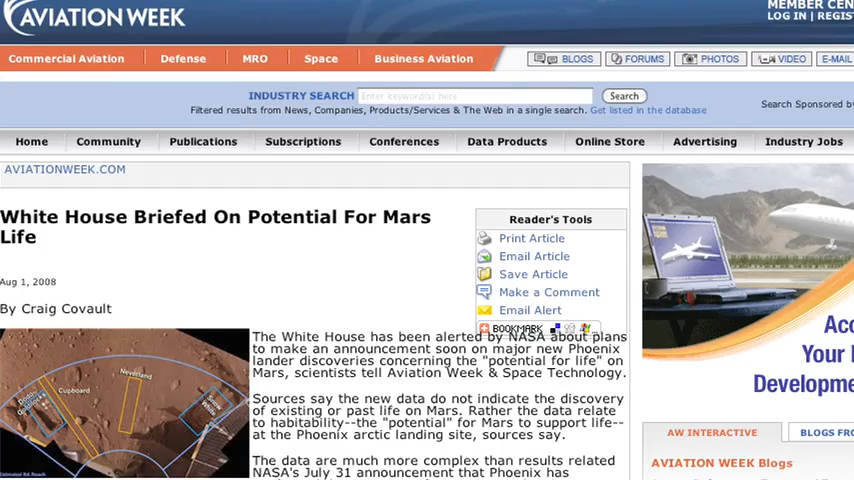 AVIATION WEEK
MEMBER CEN
LOG IN | REGIS
Commercial Aviation
Defense
MRO
Space
Business Aviation
BLOGS
FORUMS
PHOTOS
VIDEO
E-MAIL
INDUSTRY SEARCH
Enter keyword(s) here
Search
Filtered results from News, Companies, Products/Services & The Web in a single search. Get listed in the database
Search Sponsored by
Home
Community
Publications
Subscriptions
Conferences
Data Products
Online Store
Advertising
Industry Jobs
AVIATIONWEEK.COM
White House Briefed On Potential For Mars
Life
Aug 1, 2008
By Craig Covault
Reader's Tools
Print Article
Email Article
Save Article
Make a Comment
Email Alert
BOOKMARK
Cupboard
Neverland
Snow
White
The White House has been alerted by NASA about plans
to make an announcement soon on major new Phoenix
lander discoveries concerning the "potential for life" on
Mars, scientists tell Aviation Week & Space Technology.
Sources say the new data do not indicate the discovery
of existing or past life on Mars. Rather the data relate
to habitability--the "potential" for Mars to support life--
at the Phoenix arctic landing site, sources say.
The data are much more complex than results related
NASA's July 31 announcement that Phoenix has
Acc
Your
Developme
AW INTERACTIVE
BLOGS FRO
AVIATION WEEK Blogs